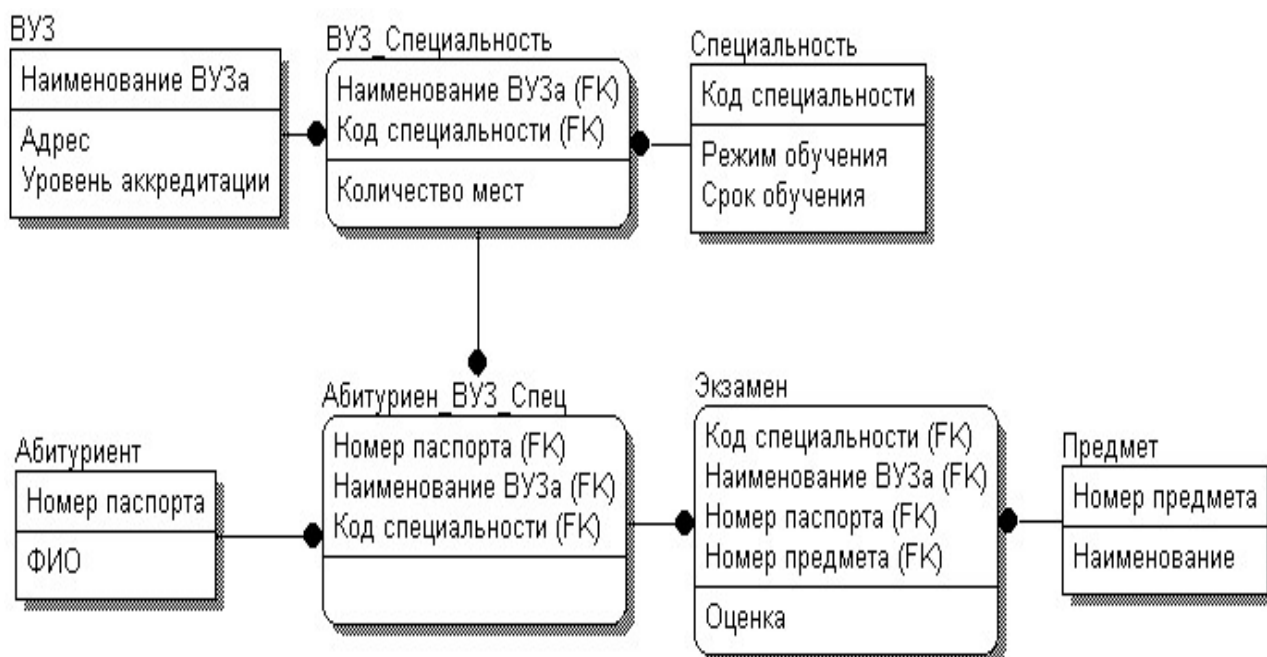 ВУЗ
Наименование ВУЗа
Адрес
Уровень аккредитации
ВУЗ_Специальность
Наименование ВУЗа (FK)
Код специальности (FK)
Количество мест
Специальность
Код специальности
Режим обучения
Срок обучения
Абитуриент
Номер паспорта
ФИО
Абитуриен_ВУЗ_Спец
Номер паспорта (FK)
Наименование ВУЗа (FK)
Код специальности (FK)
Экзамен
Код специальности (FK)
Наименование ВУЗа (FK)
Номер паспорта (FK)
Номер предмета (FK)
Оценка
Предмет
Номер предмета
Наименование